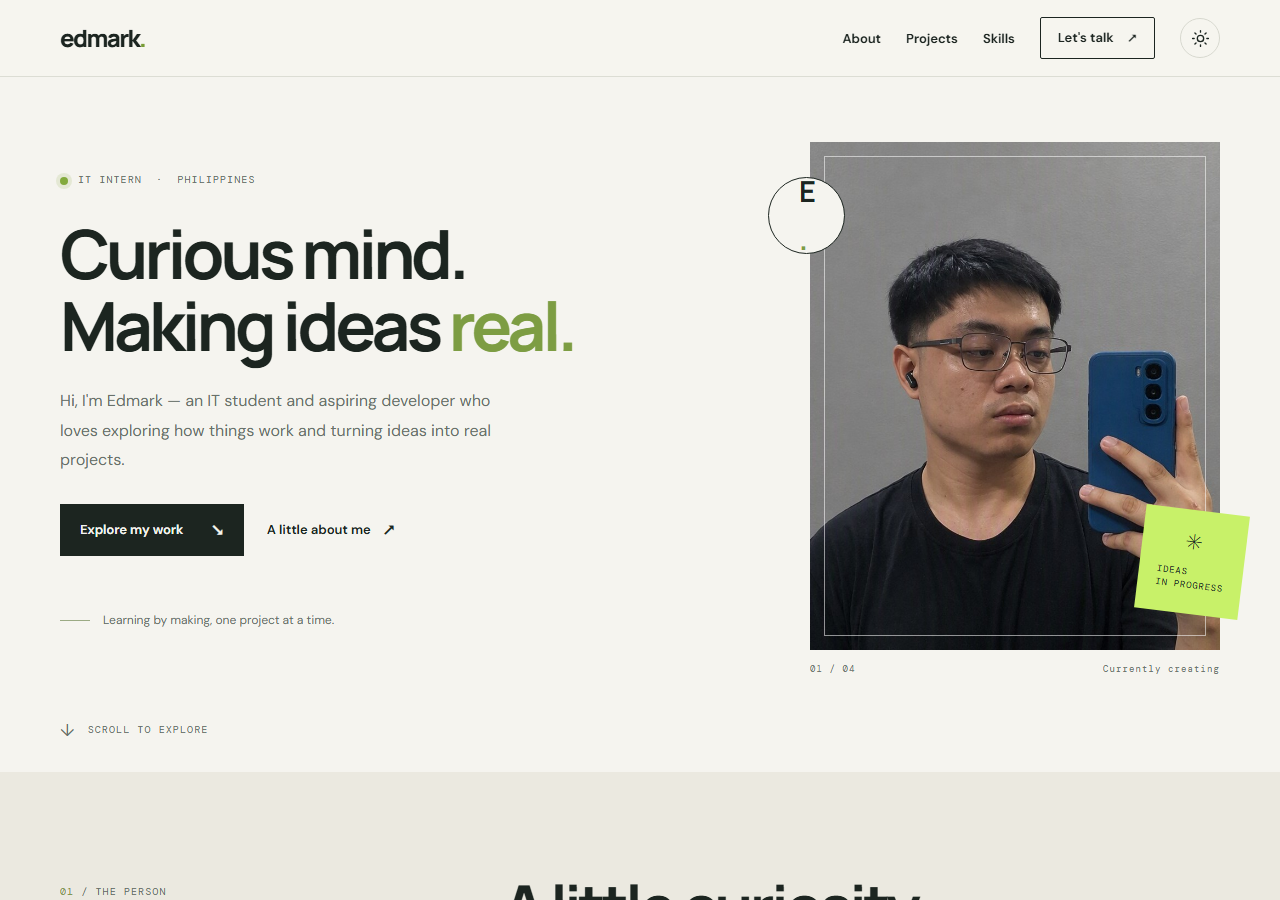 edmark.
About Projects Skills Let's talk ↗
IT INTERN · PHILIPPINES
Curious mind.
Making ideas real.
Hi, I'm Edmark — an IT student and aspiring developer who
loves exploring how things work and turning ideas into real
projects.
Explore my work ↘ A little about me ↗
Learning by making, one project at a time.
SCROLL TO EXPLORE
E
.
IDEAS
IN PROGRESS
01 / 04 Currently creating
01 / THE PERSON
A little curiosity